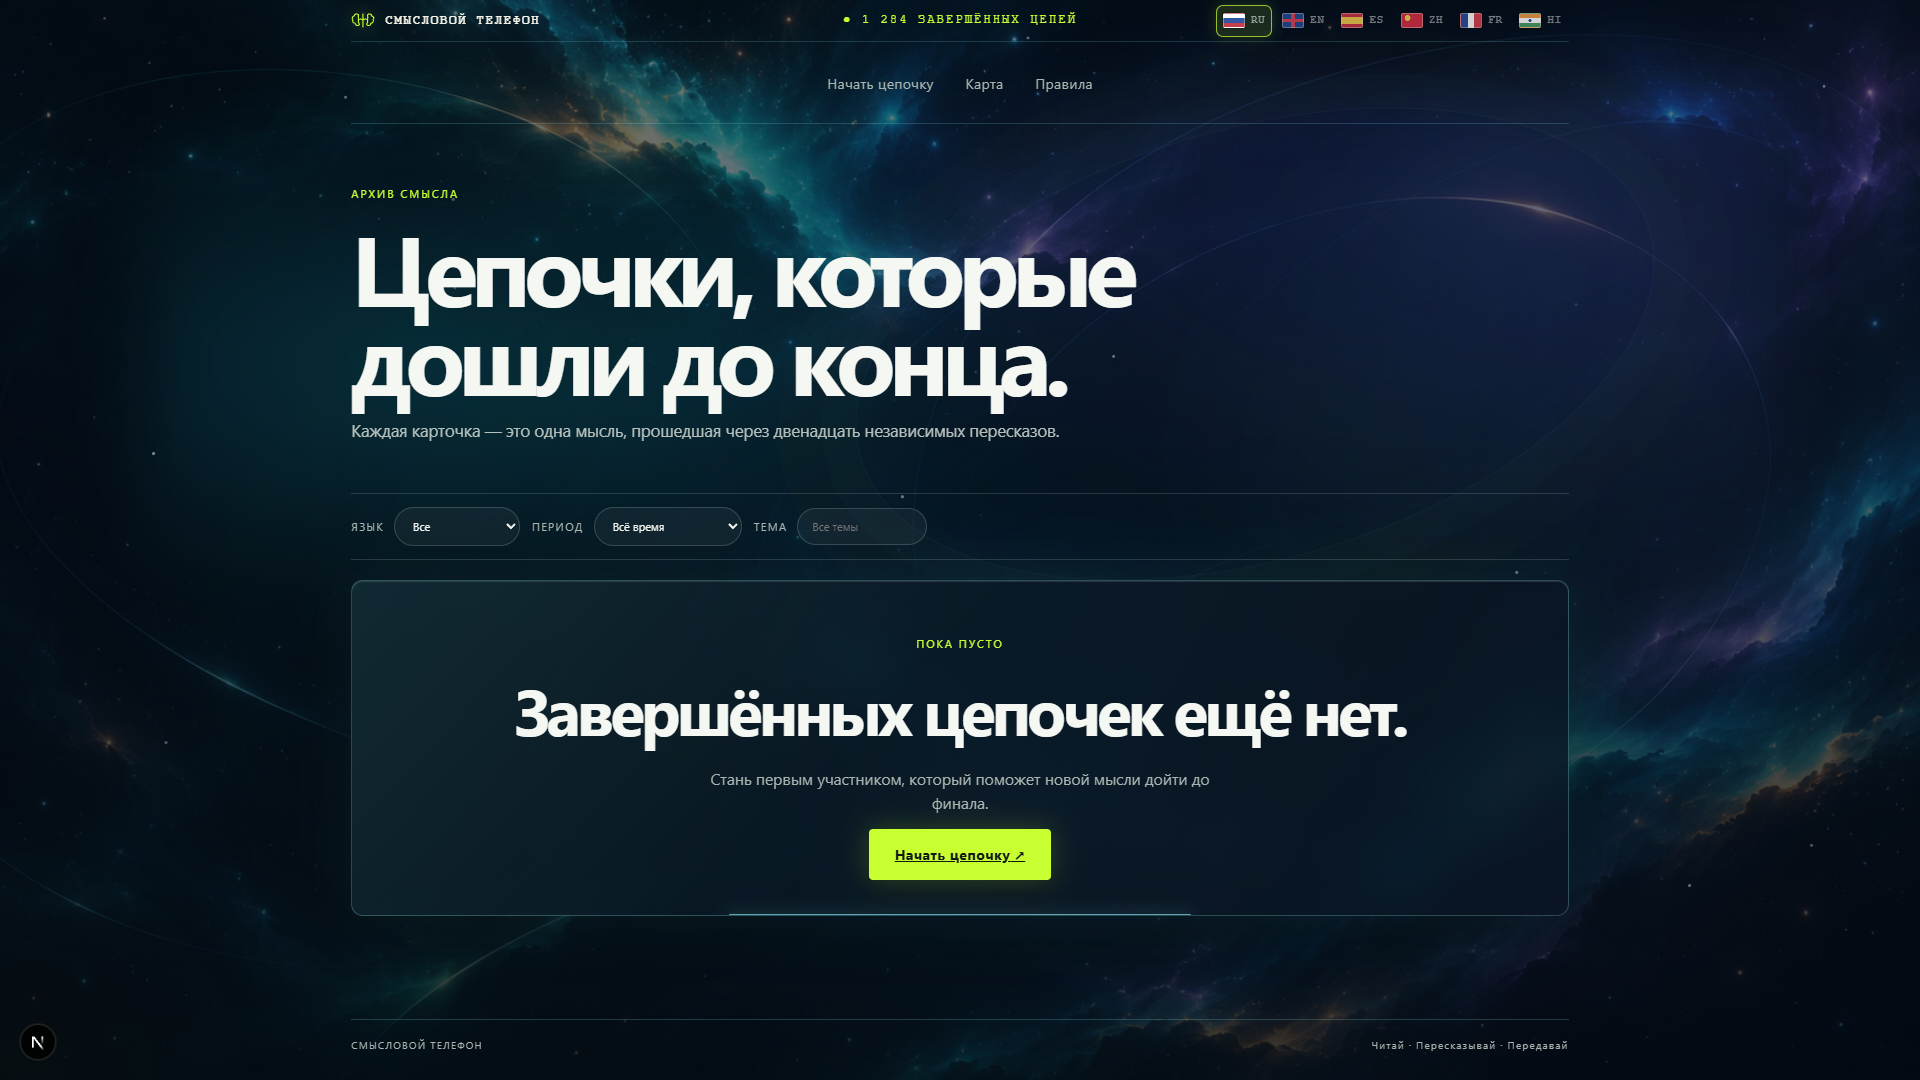 СМЫСЛОВОЙ ТЕЛЕФОН
● 1 284 ЗАВЕРШЁННЫХ ЦЕПЕЙ
RU EN ES ZH FR HI
Начать цепочку Карта Правила
АРХИВ СМЫСЛА
Цепочки, которые
дошли до конца.
Каждая карточка — это одна мысль, прошедшая через двенадцать независимых пересказов.
ЯЗЫК Все ПЕРИОД Всё время ТЕМА Все темы
ПОКА ПУСТО
Завершённых цепочек ещё нет.
Стань первым участником, который поможет новой мысли дойти до
финала.
Начать цепочку ↗
СМЫСЛОВОЙ ТЕЛЕФОН
Читай · Пересказывай · Передавай
N